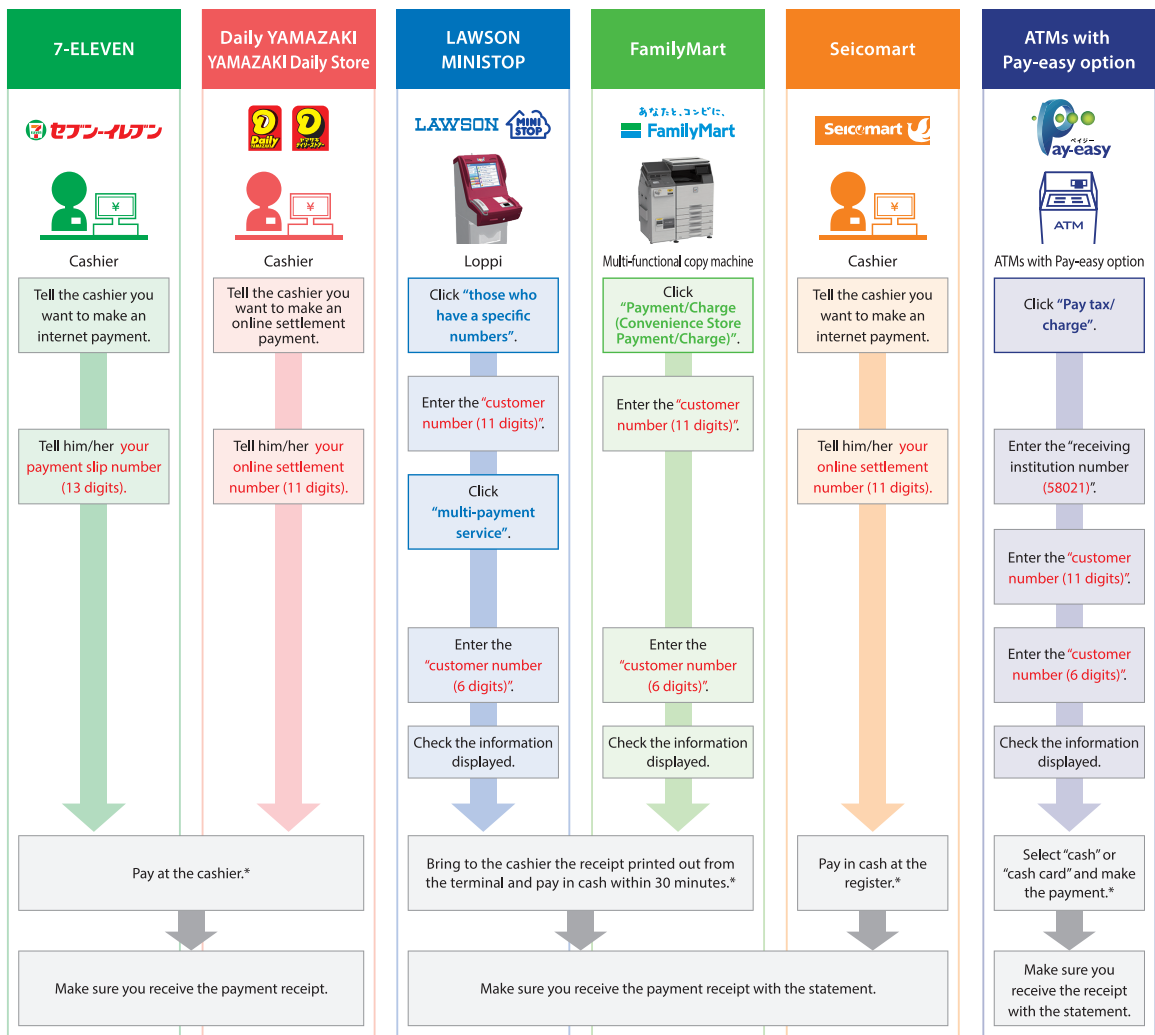 7-ELEVEN
Daily YAMAZAKI
YAMAZAKI Daily Store
LAWSON
MINISTOP
FamilyMart
Seicomart
ATMs with
Pay-easy option
セブン-イレブン
Daily
YAMAZAKI
ヤマザキ
デイリーストアー
LAWSON
MINI
STOP
あなたと、コンビに、
FamilyMart
Seicomart
ペイジー
Pay-easy
¥
¥
¥
ATM
Cashier
Cashier
Loppi
Multi-functional copy machine
Cashier
ATMs with Pay-easy option
Tell the cashier you
want to make an
internet payment.
Tell the cashier you
want to make an
online settlement
payment.
Click “those who
have a specific
numbers”.
Click
“Payment/Charge
(Convenience Store
Payment/Charge)”.
Tell the cashier you
want to make an
internet payment.
Click “Pay tax/
charge”.
Enter the “customer
number (11 digits)”.
Enter the “customer
number (11 digits)”.
Tell him/her your
payment slip number
(13 digits).
Tell him/her your
online settlement
number (11 digits).
Click
“multi-payment
service”.
Tell him/her your
online settlement
number (11 digits).
Enter the “receiving
institution number
(58021)”.
Enter the “customer
number (11 digits)”.
Enter the
“customer number
(6 digits)”.
Enter the
“customer number
(6 digits)”.
Enter the “customer
number (6 digits)”.
Check the information
displayed.
Check the information
displayed.
Check the information
displayed.
Pay at the cashier.*
Bring to the cashier the receipt printed out from
the terminal and pay in cash within 30 minutes.*
Pay in cash at the
register.*
Select “cash” or
“cash card” and make
the payment.*
Make sure you receive the payment receipt.
Make sure you receive the payment receipt with the statement.
Make sure you
receive the receipt
with the statement.